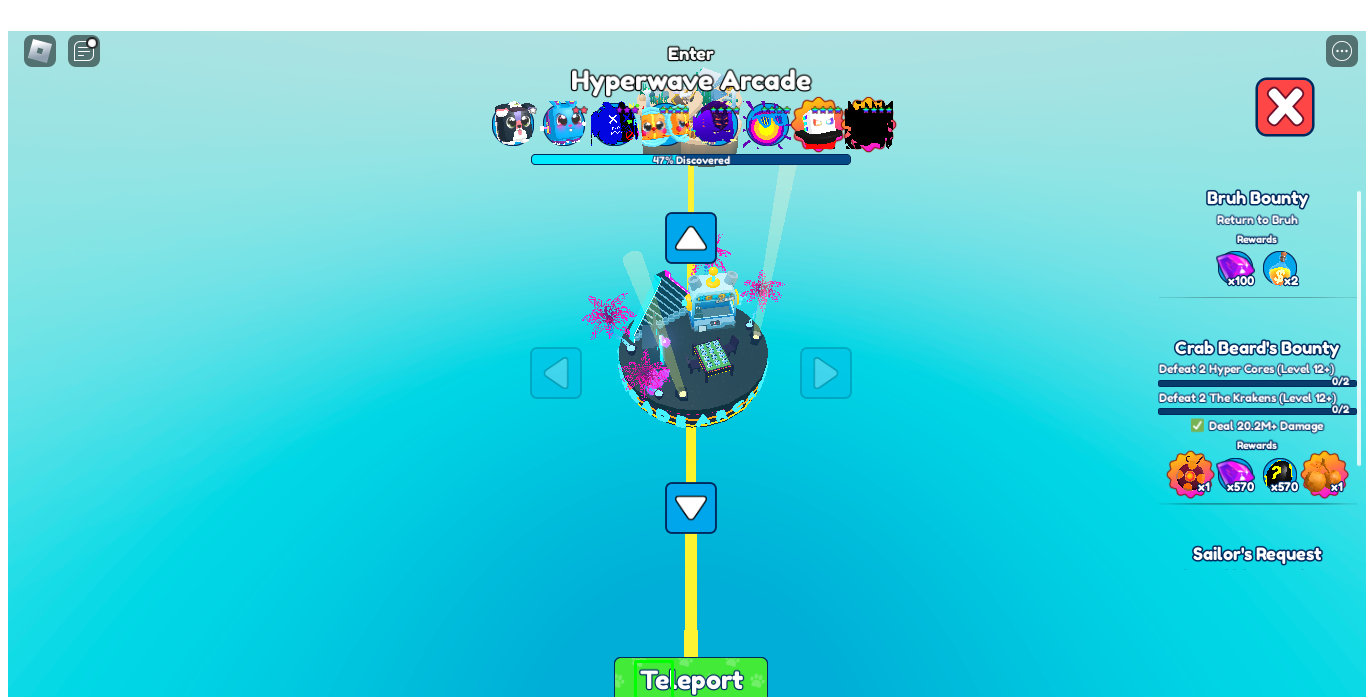 Enter
Hyperwave Arcade
47% Discovered
Bruh Bounty
Return to Bruh
Rewards
x100 x2
Crab Beard's Bounty
Defeat 2 Hyper Cores (Level 12+)
0/2
Defeat 2 The Krakens (Level 12+)
0/2
Deal 20.2M+ Damage
Rewards
x1 x570 x570 x1
Sailor's Request
Teleport